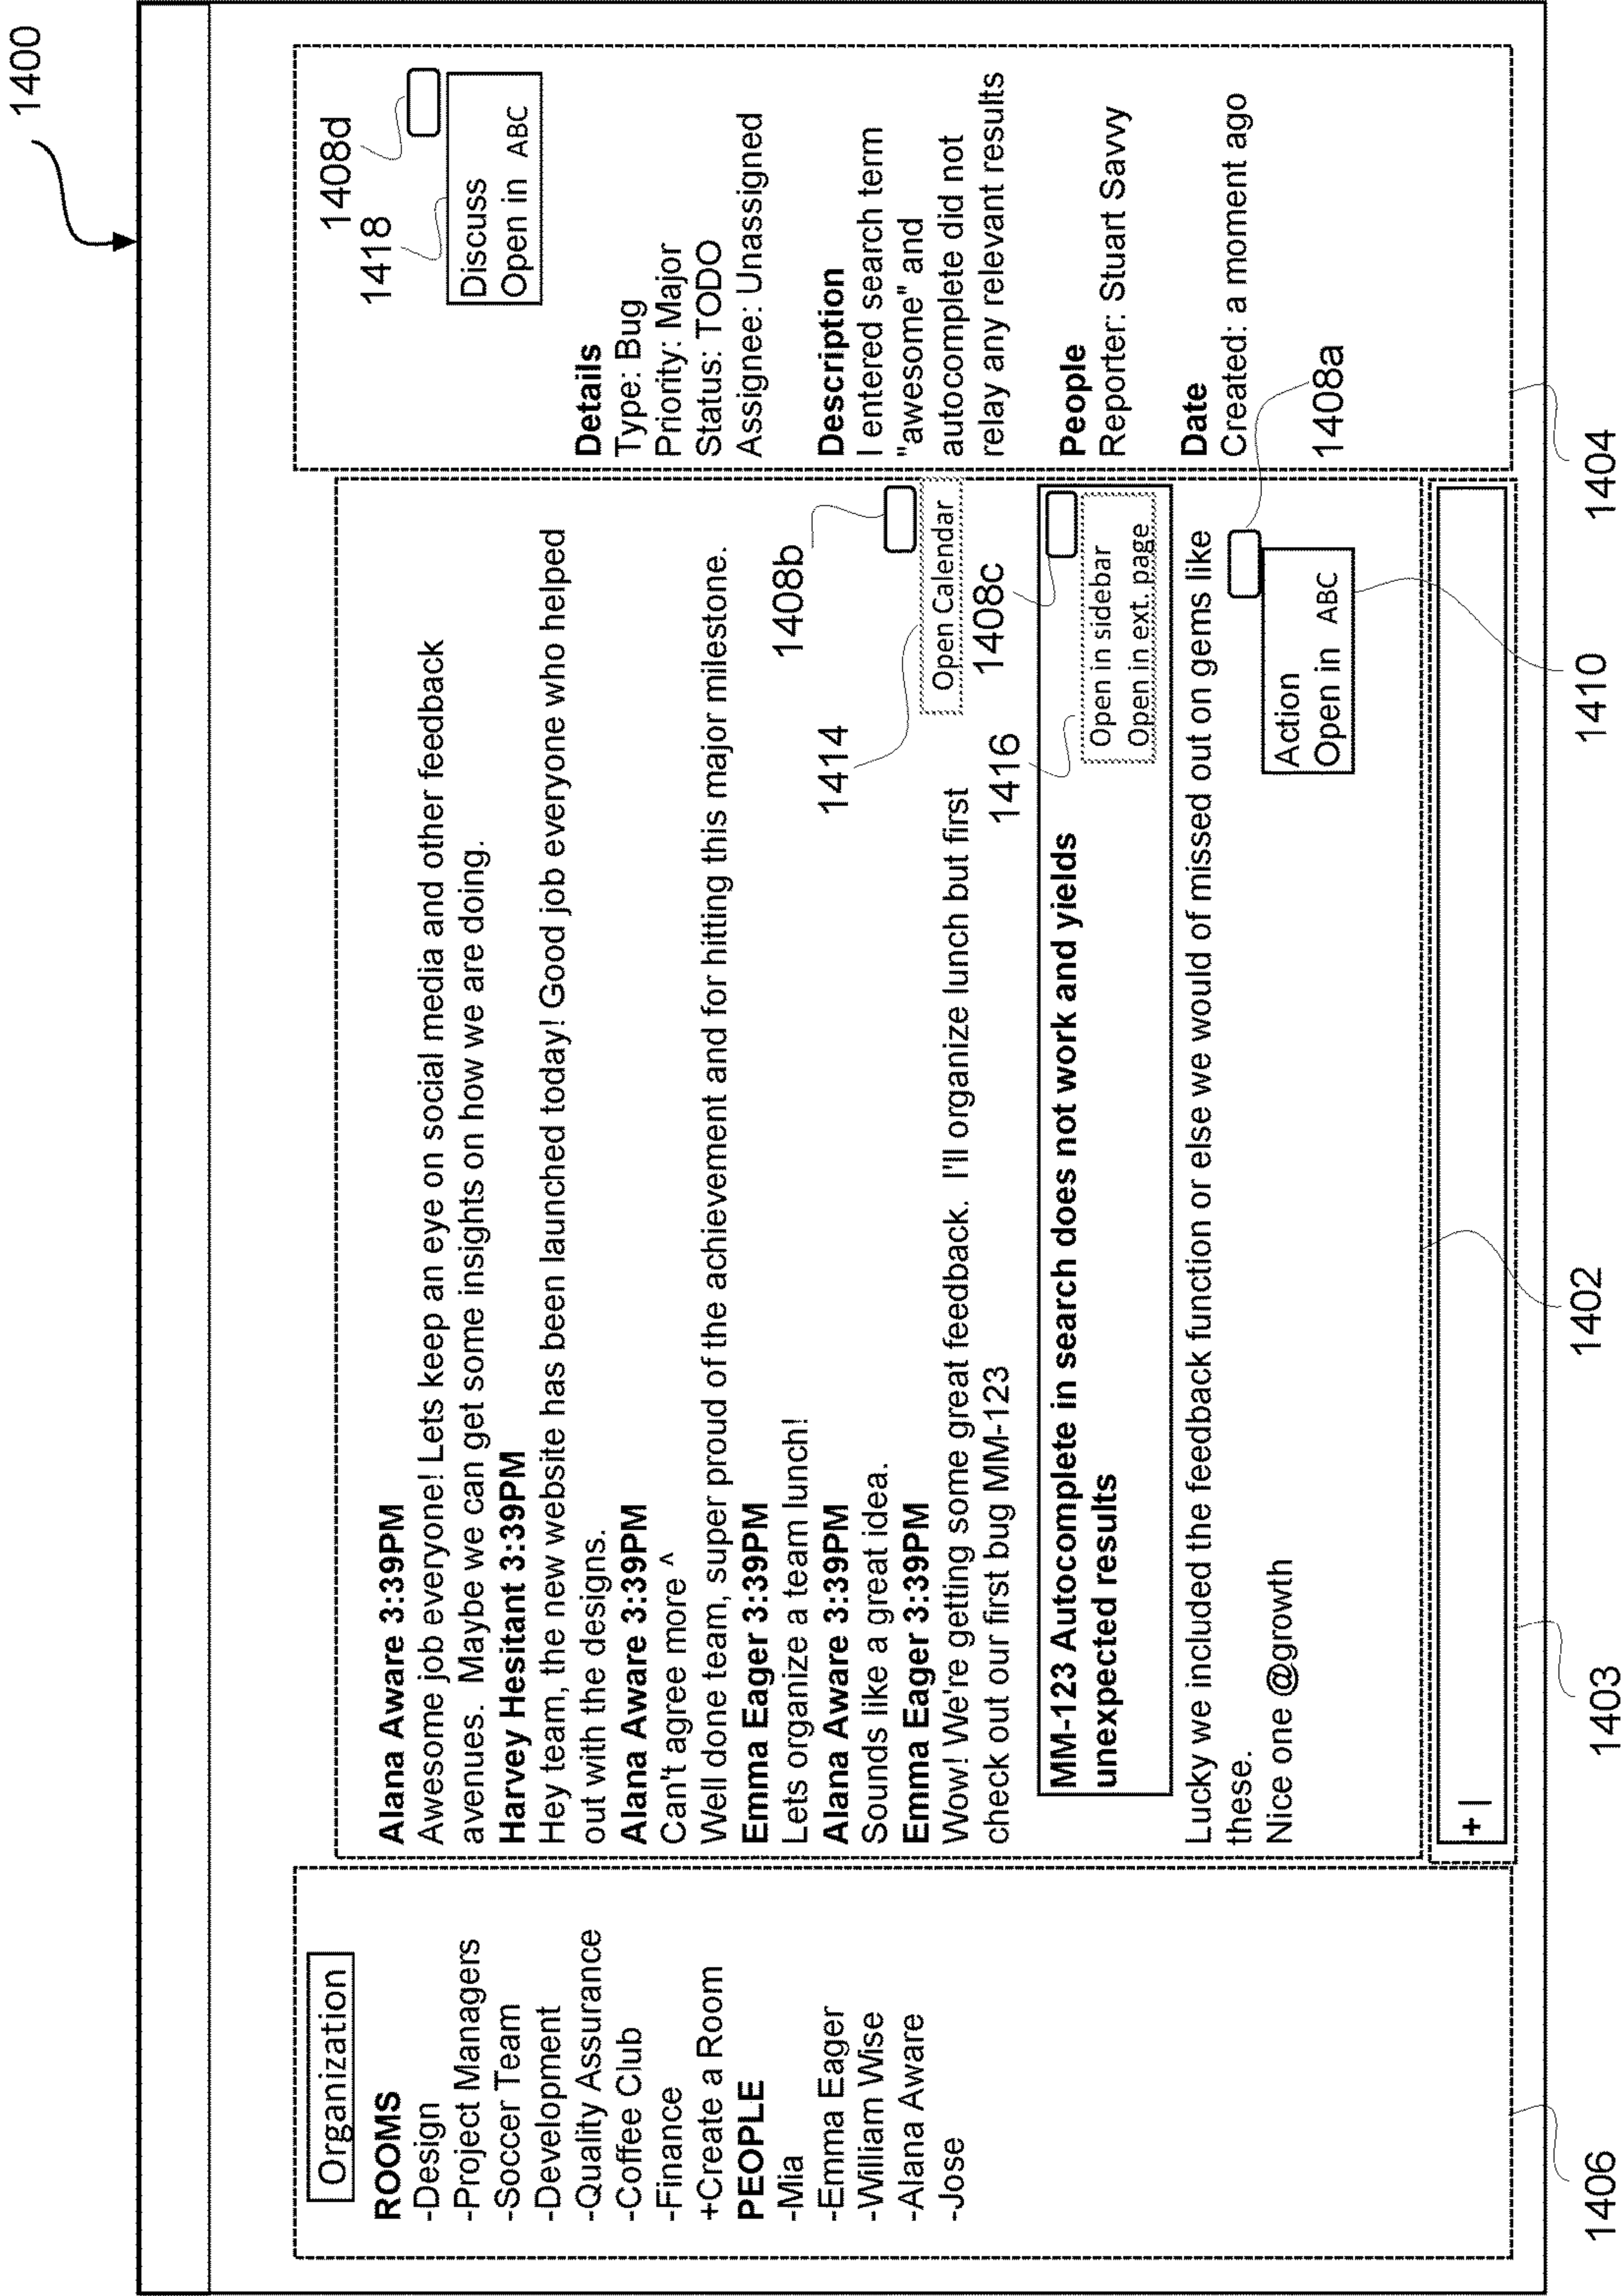 1400
Organization
ROOMS
-Design
-Project Managers
-Soccer Team
-Development
-Quality Assurance
-Coffee Club
-Finance
+Create a Room
PEOPLE
-Mia
-Emma Eager
-William Wise
-Alana Aware
-Jose
Alana Aware 3:39PM
Awesome job everyone! Lets keep an eye on social media and other feedback
avenues. Maybe we can get some insights on how we are doing.
Harvey Hesitant 3:39PM
Hey team, the new website has been launched today! Good job everyone who helped
out with the designs.
Alana Aware 3:39PM
Can't agree more ^
Well done team, super proud of the achievement and for hitting this major milestone.
Emma Eager 3:39PM
Lets organize a team lunch!
Alana Aware 3:39PM
Sounds like a great idea.
Emma Eager 3:39PM
Wow! We're getting some great feedback. I'll organize lunch but first
check out our first bug MM-123
1408b
1414
Open Calendar
1408c
1416
MM-123 Autocomplete in search does not work and yields
unexpected results
Open in sidebar
Open in ext. page
Lucky we included the feedback function or else we would of missed out on gems like
these.
Nice one @growth
Action
Open in ABC
+ |
1408d
1418
Discuss
Open in ABC
Details
Type: Bug
Priority: Major
Status: TODO
Assignee: Unassigned
Description
I entered search term
"awesome" and
autocomplete did not
relay any relevant results
People
Reporter: Stuart Savvy
Date
Created: a moment ago
1408a
1406
1403
1402
1410
1404